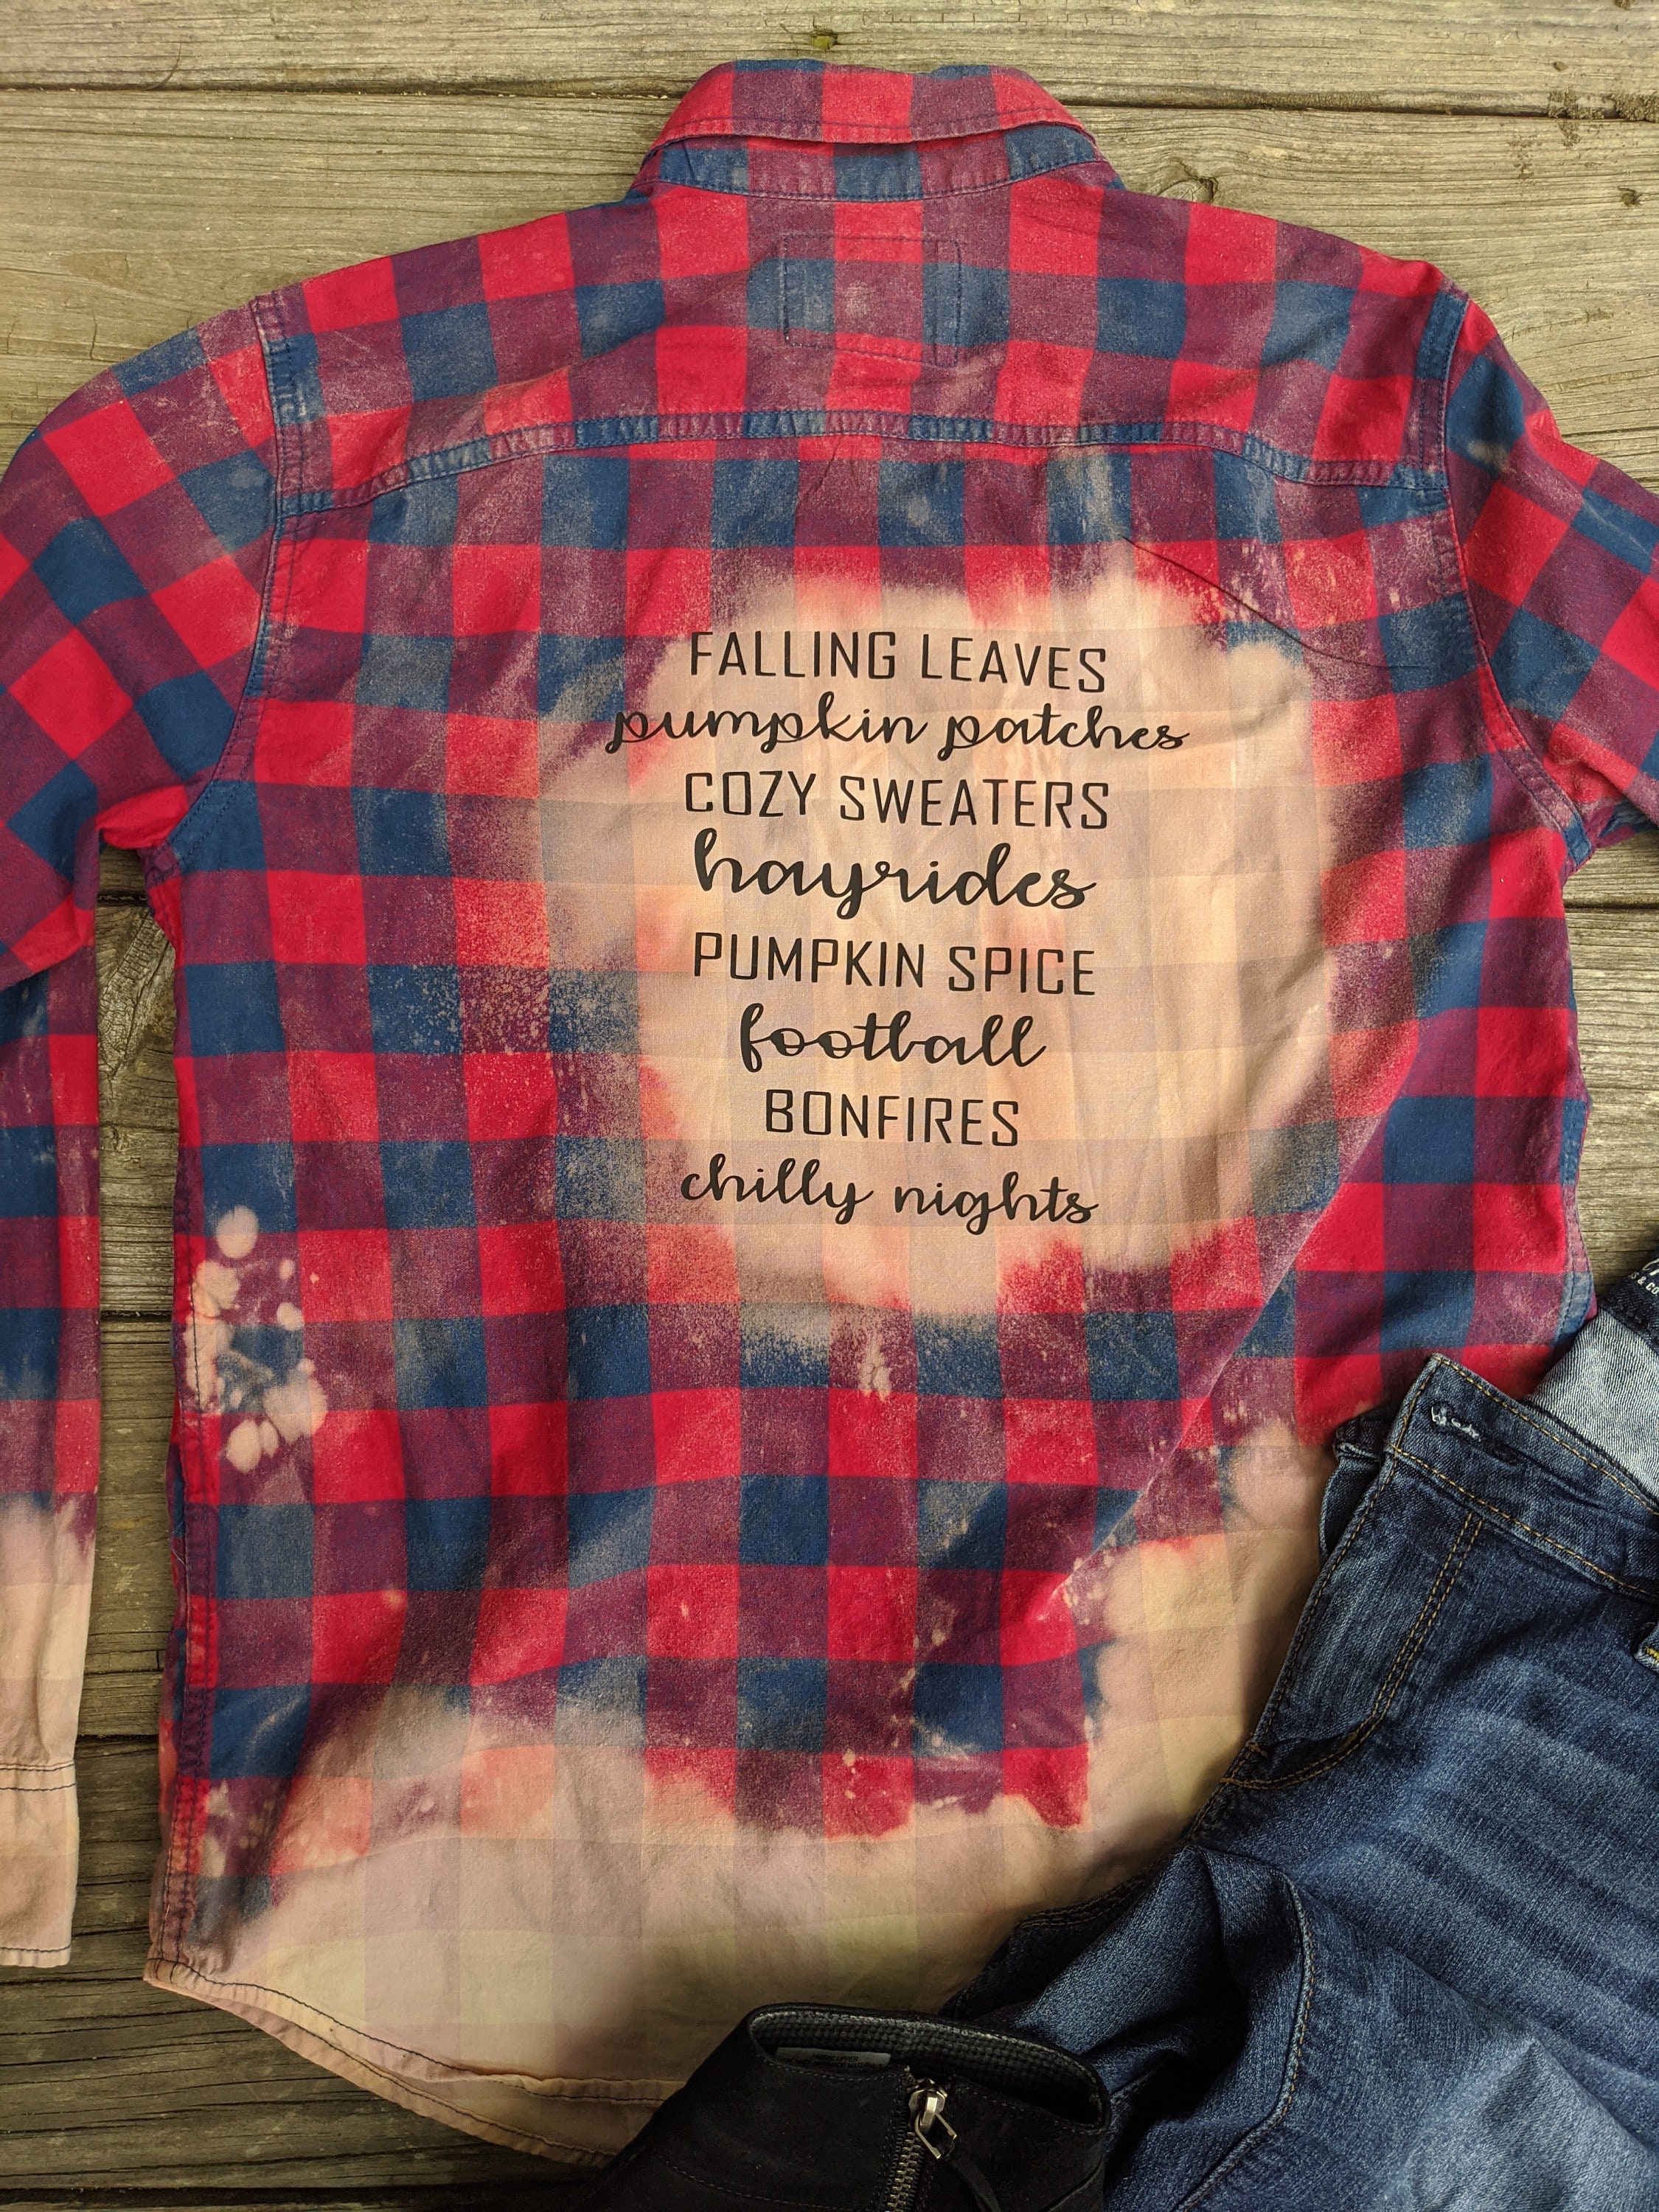 FALLING LEAVES
pumpkin patches
COZY SWEATERS
hayrides
PUMPKIN SPICE
football
BONFIRES
chilly nights